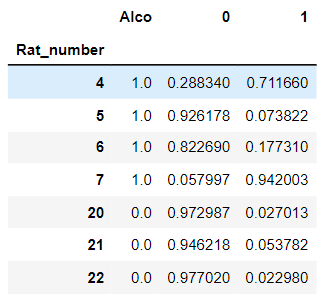 Alco 0 1
Rat_number
4 1.0 0.288340 0.711660
5 1.0 0.926178 0.073822
6 1.0 0.822690 0.177310
7 1.0 0.057997 0.942003
20 0.0 0.972987 0.027013
21 0.0 0.946218 0.053782
22 0.0 0.977020 0.022980